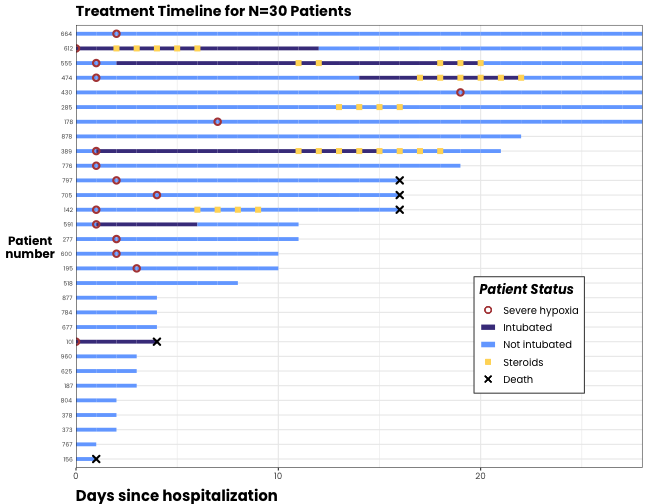 Treatment Timeline for N=30 Patients
664
612
555
474
430
285
178
878
389
776
797
705
142
591
277
600
195
518
877
784
677
101
960
625
187
804
378
373
767
156
Patient
number
Patient Status
Severe hypoxia
Intubated
Not intubated
Steroids
Death
0 10 20
Days since hospitalization